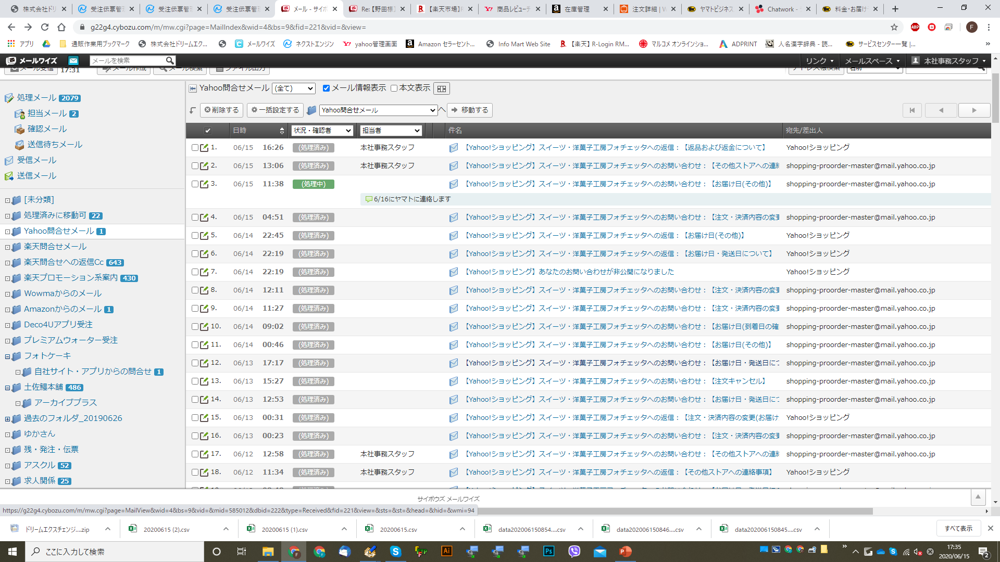 株式会社ドリ
受注伝票管理
受注伝票管理
受注伝票管理
メール - サイボ
Re: 【野田様】
【楽天市場】R
商品レビューチ
在庫管理
注文詳細 | W
ヤマトビジネス
Chatwork -
料金・お届け
g22g4.cybozu.com/m/mw.cgi?page=MailIndex&wid=4&bs=9&fid=221&vid=&view=
アプリ
通販作業用ブックマーク
株式会社ドリームエク...
メールワイズ
ネクストエンジン
yahoo管理画面
Amazon セラーセント...
Info Mart Web Site
【楽天】R-Login RM...
マルコメ オンラインショ...
ADPRINT
人名漢字辞典 - 読...
サービスセンター一覧 |...
メールワイズ
メールを検索
リンク
メールスペース
本社事務スタッフ
メール受信 17:31
メール作成
メール検索
ファイル出力
アドレス帳検索
名前
処理メール 2079
担当メール 2
確認メール
送信待ちメール
受信メール
送信メール
[未分類]
処理済みに移動可 22
Yahoo問合せメール 1
楽天問合せメール
楽天問合せへの返信Cc 643
楽天プロモーション系案内 430
Wowmaからのメール
Amazonからのメール 1
Deco4Uアプリ受注
プレミアムウォーター受注
フォトケーキ
自社サイト・アプリからの問合せ 1
土佐鰻本舗 486
アーカイブプラス
過去のフォルダ_20190626
ゆかさん
残・発注・伝票
アスクル 52
求人関係 25
Yahoo問合せメール (全て) メール情報表示 本文表示
削除する 一括設定する Yahoo問合せメール 移動する
日時 状況・確認者 担当者 件名 宛先/差出人
1. 06/15 16:26 (処理済み) 本社事務スタッフ 【Yahoo!ショッピング】スイーツ・洋菓子工房フォチェッタへの返信：【返品および返金について】 Yahoo!ショッピング
2. 06/15 13:06 (処理済み) 本社事務スタッフ 【Yahoo!ショッピング】スイーツ・洋菓子工房フォチェッタへのお問い合わせ：【その他ストアへの連絡 shopping-proorder-master@mail.yahoo.co.jp
3. 06/15 11:38 (処理中) 【Yahoo!ショッピング】スイーツ・洋菓子工房フォチェッタへのお問い合わせ：【お届け日(その他)】 shopping-proorder-master@mail.yahoo.co.jp
6/16にヤマトに連絡します
4. 06/15 04:51 (処理済み) 【Yahoo!ショッピング】スイーツ・洋菓子工房フォチェッタへのお問い合わせ：【注文・決済内容の変更 shopping-proorder-master@mail.yahoo.co.jp
5. 06/14 22:45 (処理済み) 【Yahoo!ショッピング】スイーツ・洋菓子工房フォチェッタへの返信：【お届け日(その他)】 Yahoo!ショッピング
6. 06/14 22:19 (処理済み) 【Yahoo!ショッピング】スイーツ・洋菓子工房フォチェッタへの返信：【お届け日・発送日について】 Yahoo!ショッピング
7. 06/14 22:19 (処理済み) 【Yahoo!ショッピング】あなたのお問い合わせが非公開になりました Yahoo!ショッピング
8. 06/14 12:11 (処理済み) 【Yahoo!ショッピング】スイーツ・洋菓子工房フォチェッタへのお問い合わせ：【注文・決済内容の変更 shopping-proorder-master@mail.yahoo.co.jp
9. 06/14 11:27 (処理済み) 【Yahoo!ショッピング】スイーツ・洋菓子工房フォチェッタへのお問い合わせ：【注文・決済内容の変更 shopping-proorder-master@mail.yahoo.co.jp
10. 06/14 09:02 (処理済み) 【Yahoo!ショッピング】スイーツ・洋菓子工房フォチェッタへのお問い合わせ：【お届け日(到着日の確 shopping-proorder-master@mail.yahoo.co.jp
11. 06/14 00:46 (処理済み) 【Yahoo!ショッピング】スイーツ・洋菓子工房フォチェッタへのお問い合わせ：【お届け日(その他)】 shopping-proorder-master@mail.yahoo.co.jp
12. 06/13 17:17 (処理済み) 【Yahoo!ショッピング】スイーツ・洋菓子工房フォチェッタへのお問い合わせ：【お届け日・発送日につ shopping-proorder-master@mail.yahoo.co.jp
13. 06/13 15:27 (処理済み) 【Yahoo!ショッピング】スイーツ・洋菓子工房フォチェッタへのお問い合わせ：【注文キャンセル】 shopping-proorder-master@mail.yahoo.co.jp
14. 06/13 12:53 (処理済み) 【Yahoo!ショッピング】スイーツ・洋菓子工房フォチェッタへのお問い合わせ：【お届け日・発送日につ shopping-proorder-master@mail.yahoo.co.jp
15. 06/13 00:31 (処理済み) 【Yahoo!ショッピング】スイーツ・洋菓子工房フォチェッタへの返信：【注文・決済内容の変更(お届け Yahoo!ショッピング
16. 06/13 00:23 (処理済み) 【Yahoo!ショッピング】スイーツ・洋菓子工房フォチェッタへのお問い合わせ：【注文・決済内容の変更 shopping-proorder-master@mail.yahoo.co.jp
17. 06/12 12:58 (処理済み) 本社事務スタッフ 【Yahoo!ショッピング】スイーツ・洋菓子工房フォチェッタへのお問い合わせ：【その他ストアへの連絡 shopping-proorder-master@mail.yahoo.co.jp
18. 06/12 11:34 (処理済み) 本社事務スタッフ 【Yahoo!ショッピング】スイーツ・洋菓子工房フォチェッタへの返信：【その他ストアへの連絡事項】 Yahoo!ショッピング
サイボウズ メールワイズ
https://g22g4.cybozu.com/m/mw.cgi?page=MailView&wid=4&bs=9&vid=&mid=585012&dbid=222&type=Received&fid=221&view=&sts=&st=&head=&hid=&wmi=94
ドリームエクスチェンジ....zip
20200615 (2).csv
20200615 (1).csv
20200615.csv
data202006150854....csv
data202006150846....csv
data202006150845....csv
すべて表示
ここに入力して検索
17:35
2020/06/15
2